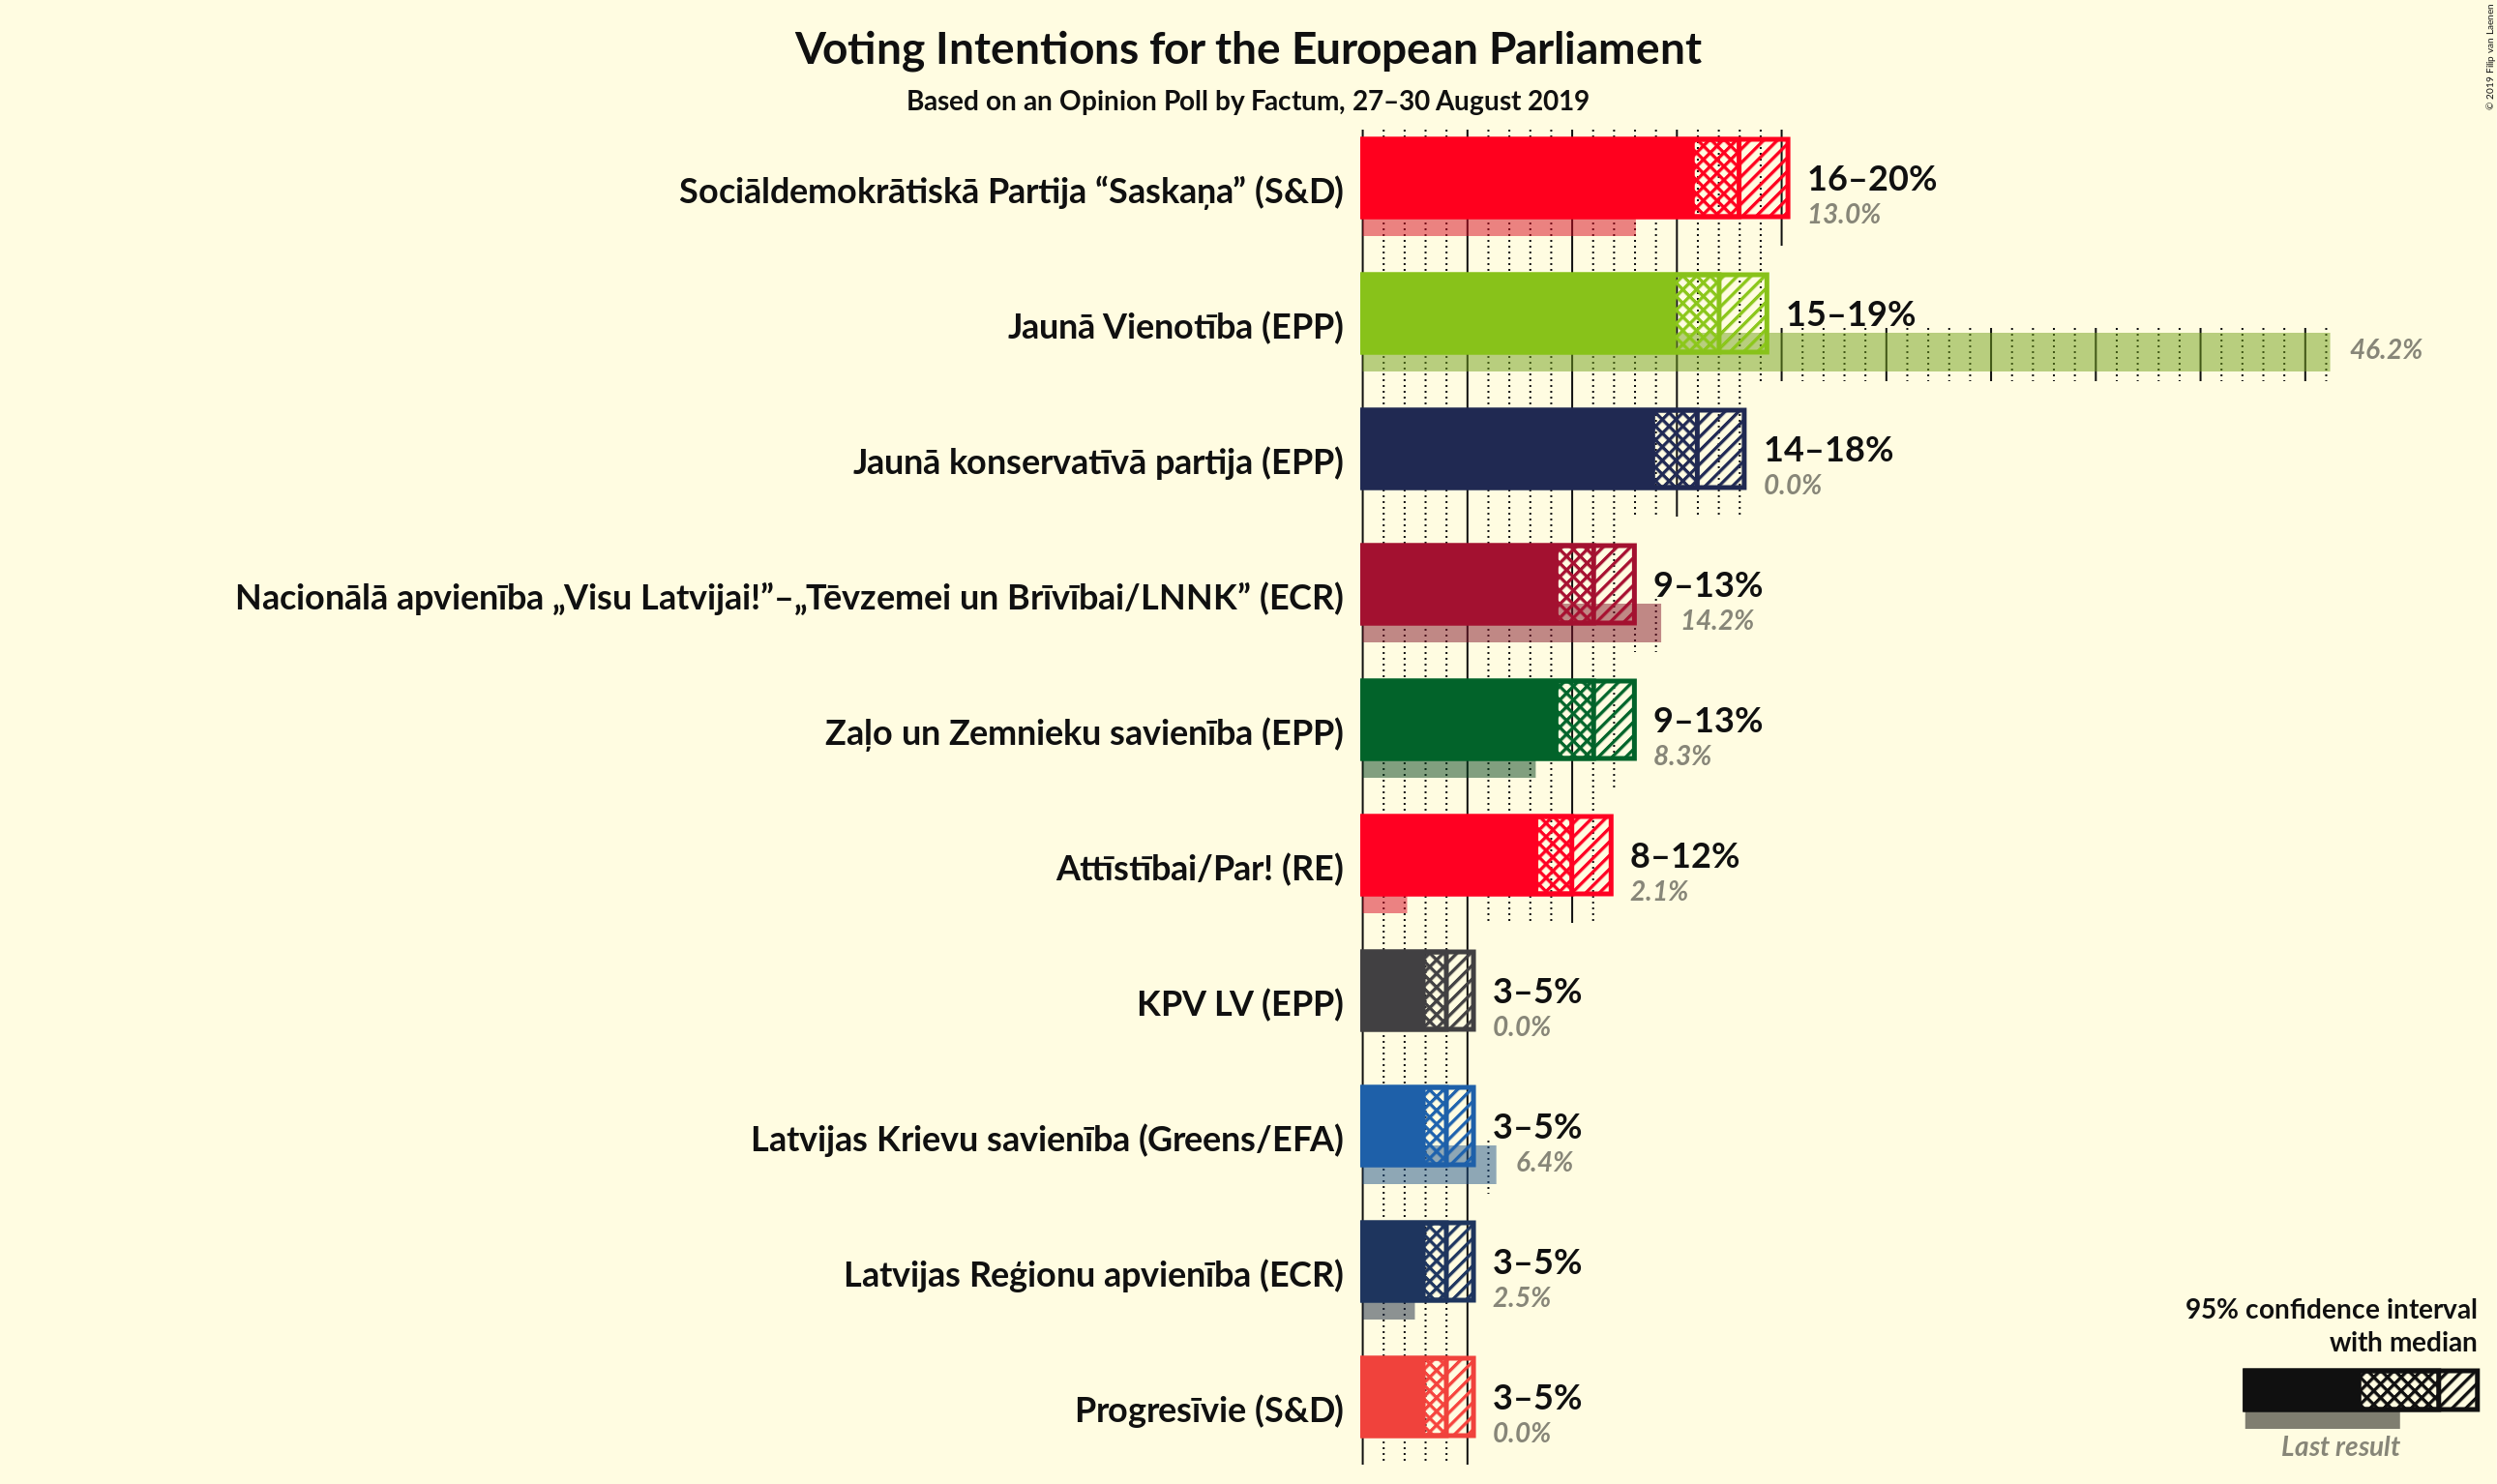 Voting Intentions for the European Parliament
Based on an Opinion Poll by Factum, 27–30 August 2019
© 2019 Filip van Laenen
Sociāldemokrātiskā Partija “Saskaņa” (S&D)
16–20%
13.0%
Jaunā Vienotība (EPP)
15–19%
46.2%
Jaunā konservatīvā partija (EPP)
14–18%
0.0%
Nacionālā apvienība „Visu Latvijai!”–„Tēvzemei un Brīvībai/LNNK” (ECR)
9–13%
14.2%
Zaļo un Zemnieku savienība (EPP)
9–13%
8.3%
Attīstībai/Par! (RE)
8–12%
2.1%
KPV LV (EPP)
3–5%
0.0%
Latvijas Krievu savienība (Greens/EFA)
3–5%
6.4%
Latvijas Reģionu apvienība (ECR)
3–5%
2.5%
Progresīvie (S&D)
3–5%
0.0%
95% confidence interval
with median
Last result